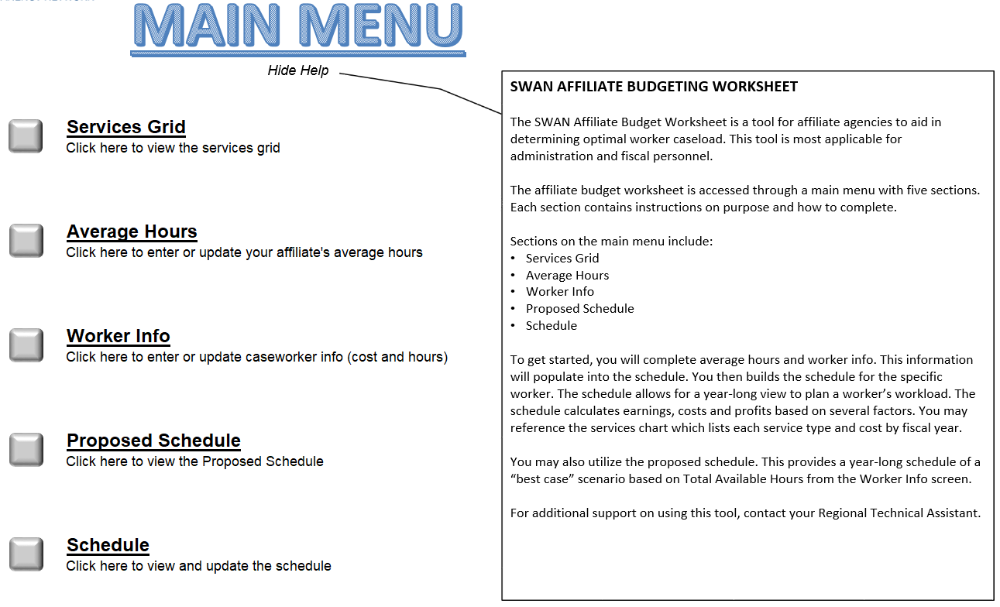 MAIN MENU
Hide Help
Services Grid
Click here to view the services grid
Average Hours
Click here to enter or update your affiliate's average hours
Worker Info
Click here to enter or update caseworker info (cost and hours)
Proposed Schedule
Click here to view the Proposed Schedule
Schedule
Click here to view and update the schedule
SWAN AFFILIATE BUDGETING WORKSHEET
The SWAN Affiliate Budget Worksheet is a tool for affiliate agencies to aid in
determining optimal worker caseload. This tool is most applicable for
administration and fiscal personnel.
The affiliate budget worksheet is accessed through a main menu with five sections.
Each section contains instructions on purpose and how to complete.
Sections on the main menu include:
• Services Grid
• Average Hours
• Worker Info
• Proposed Schedule
• Schedule
To get started, you will complete average hours and worker info. This information
will populate into the schedule. You then builds the schedule for the specific
worker. The schedule allows for a year-long view to plan a worker’s workload. The
schedule calculates earnings, costs and profits based on several factors. You may
reference the services chart which lists each service type and cost by fiscal year.
You may also utilize the proposed schedule. This provides a year-long schedule of a
“best case” scenario based on Total Available Hours from the Worker Info screen.
For additional support on using this tool, contact your Regional Technical Assistant.